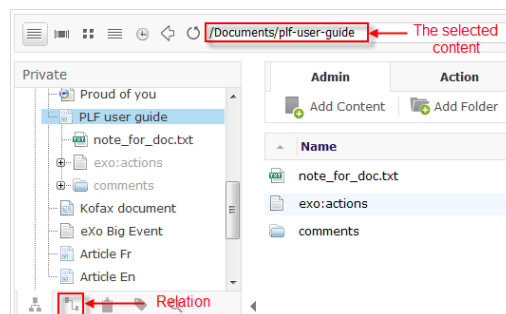 /Documents/plf-user-guide
The selected
content
Private
Proud of you
PLF user guide
note_for_doc.txt
exo:actions
comments
Kofax document
eXo Big Event
Article Fr
Article En
Relation
Admin
Action
Add Content
Add Folder
Name
note_for_doc.txt
exo:actions
comments